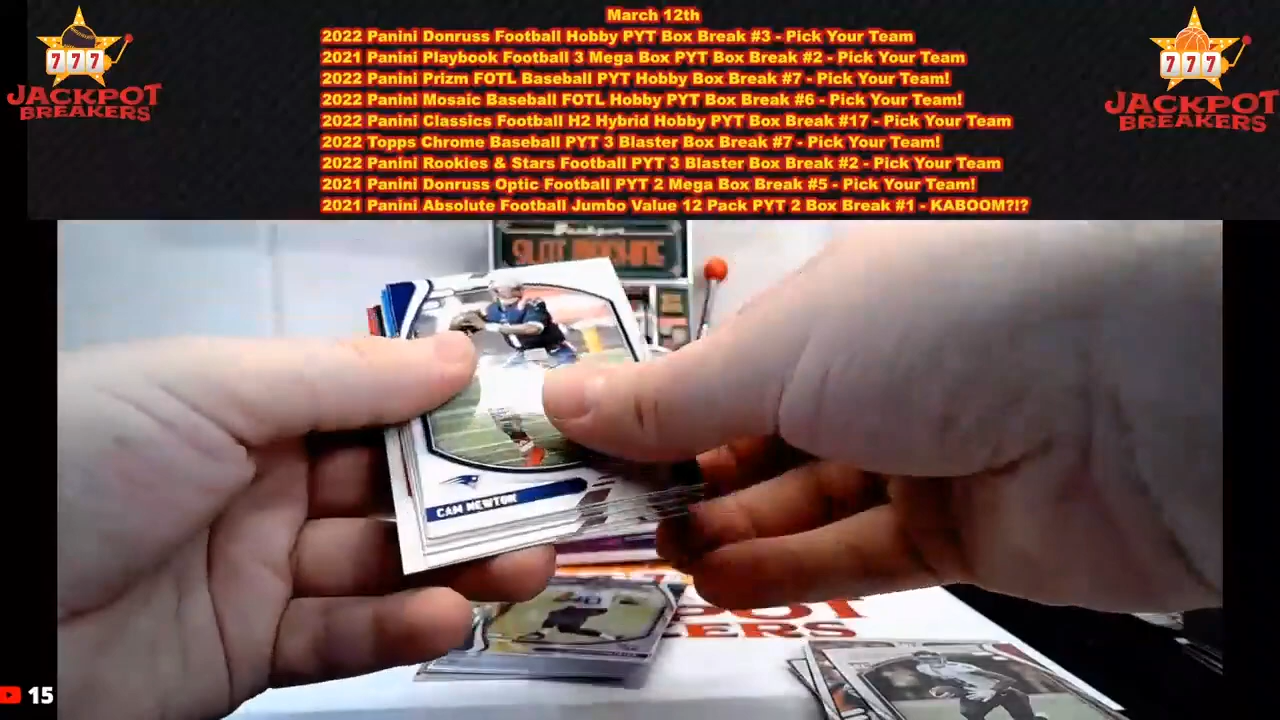 March 12th
2022 Panini Donruss Football Hobby PYT Box Break #3 - Pick Your Team
2021 Panini Playbook Football 3 Mega Box PYT Box Break #2 - Pick Your Team
2022 Panini Prizm FOTL Baseball PYT Hobby Box Break #7 - Pick Your Team!
2022 Panini Mosaic Baseball FOTL Hobby PYT Box Break #6 - Pick Your Team!
2022 Panini Classics Football H2 Hybrid Hobby PYT Box Break #17 - Pick Your Team
2022 Topps Chrome Baseball PYT 3 Blaster Box Break #7 - Pick Your Team!
2022 Panini Rookies & Stars Football PYT 3 Blaster Box Break #2 - Pick Your Team
2021 Panini Donruss Optic Football PYT 2 Mega Box Break #5 - Pick Your Team!
2021 Panini Absolute Football Jumbo Value 12 Pack PYT 2 Box Break #1 - KABOOM?!?
777
JACKPOT
BREAKERS
777
JACKPOT
BREAKERS
SLOT MACHINE
CAM NEWTON
POT
ERS
15